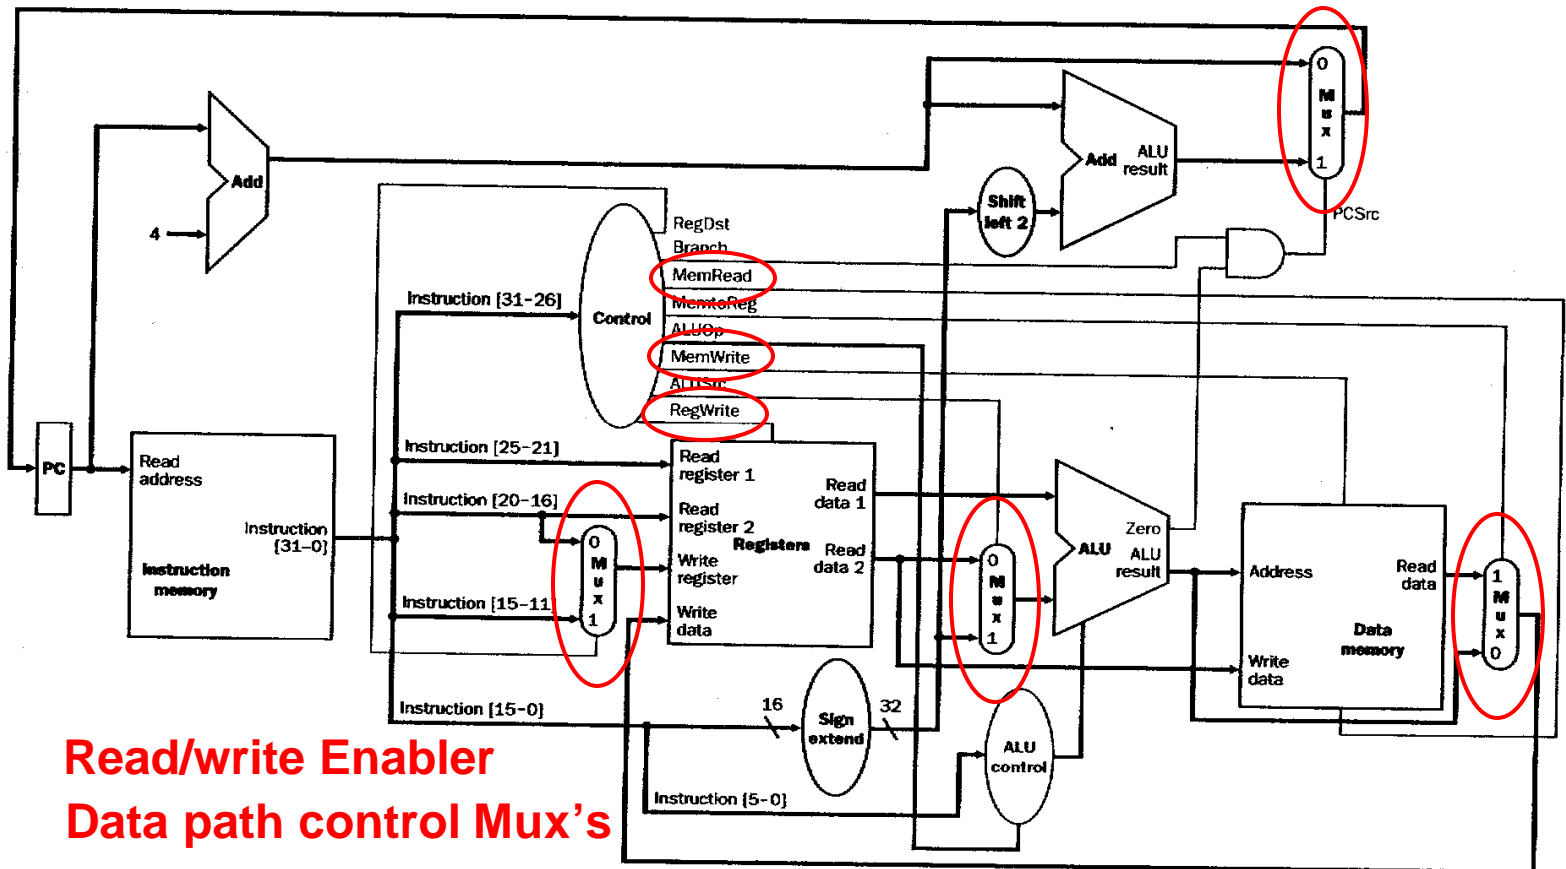 0
M
u
x
1
Add
ALU
result
Add
Shift
left 2
PCSrc
4
RegDst
Branch
MemRead
MemtoReg
ALUOp
MemWrite
ALUSrc
RegWrite
Control
Instruction [31-26]
PC
Read
address
Instruction
[31-0]
Instruction
memory
Instruction [25-21]
Instruction [20-16]
Instruction [15-11]
0
M
u
x
1
Read
register 1
Read
register 2
Write
register
Write
data
Registers
Read
data 1
Read
data 2
0
M
u
x
1
ALU
Zero
ALU
result
Address
Write
data
Read
data
Data
memory
1
M
u
x
0
Instruction [15-0]
16
Sign
extend
32
ALU
control
Instruction [5-0]
Read/write Enabler
Data path control Mux's